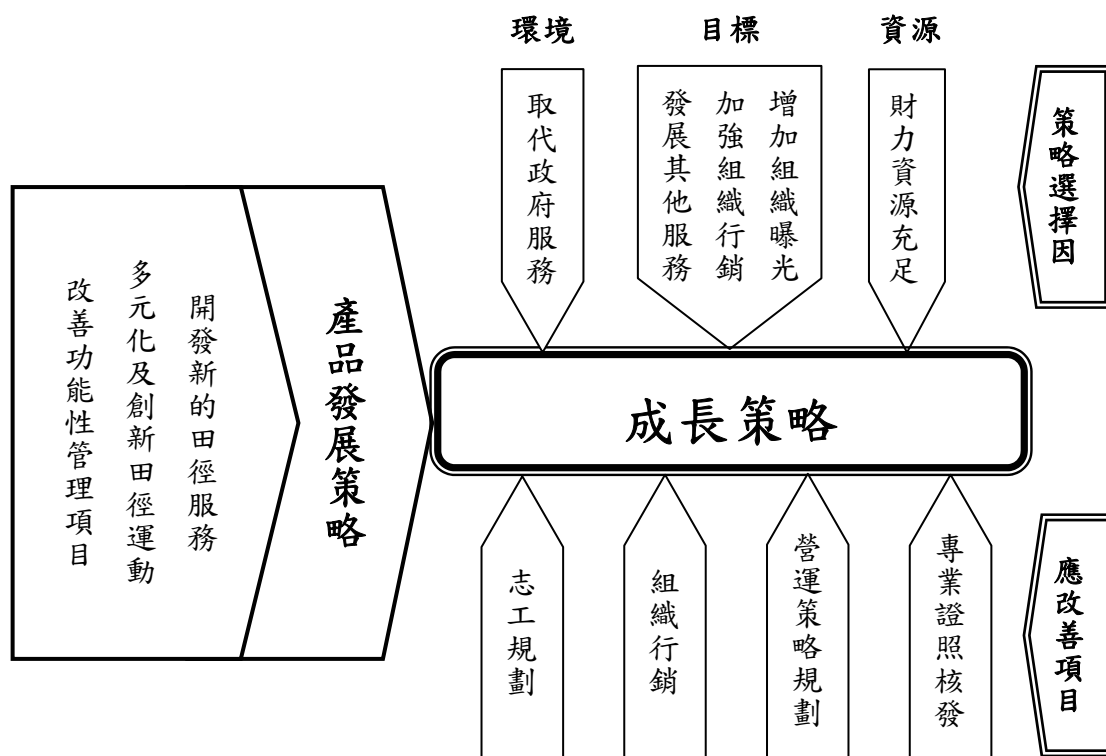 環境
目標
資源
取代政府服務
發展其他服務
加強組織行銷
增加組織曝光
財力資源充足
策略選擇因
改善功能性管理項目
多元化及創新田徑運動
開發新的田徑服務
產品發展策略
成長策略
志工規劃
組織行銷
營運策略規劃
專業證照核發
應改善項目